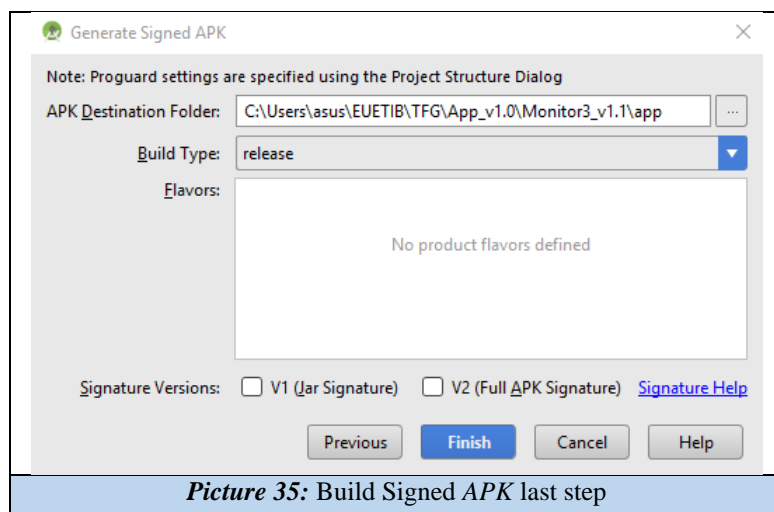 Generate Signed APK
Note: Proguard settings are specified using the Project Structure Dialog
APK Destination Folder: C:\Users\asus\EUETIB\TFG\App_v1.0\Monitor3_v1.1\app ...
Build Type: release
Flavors:
No product flavors defined
Signature Versions: V1 (Jar Signature) V2 (Full APK Signature) Signature Help
Previous Finish Cancel Help
Picture 35: Build Signed APK last step